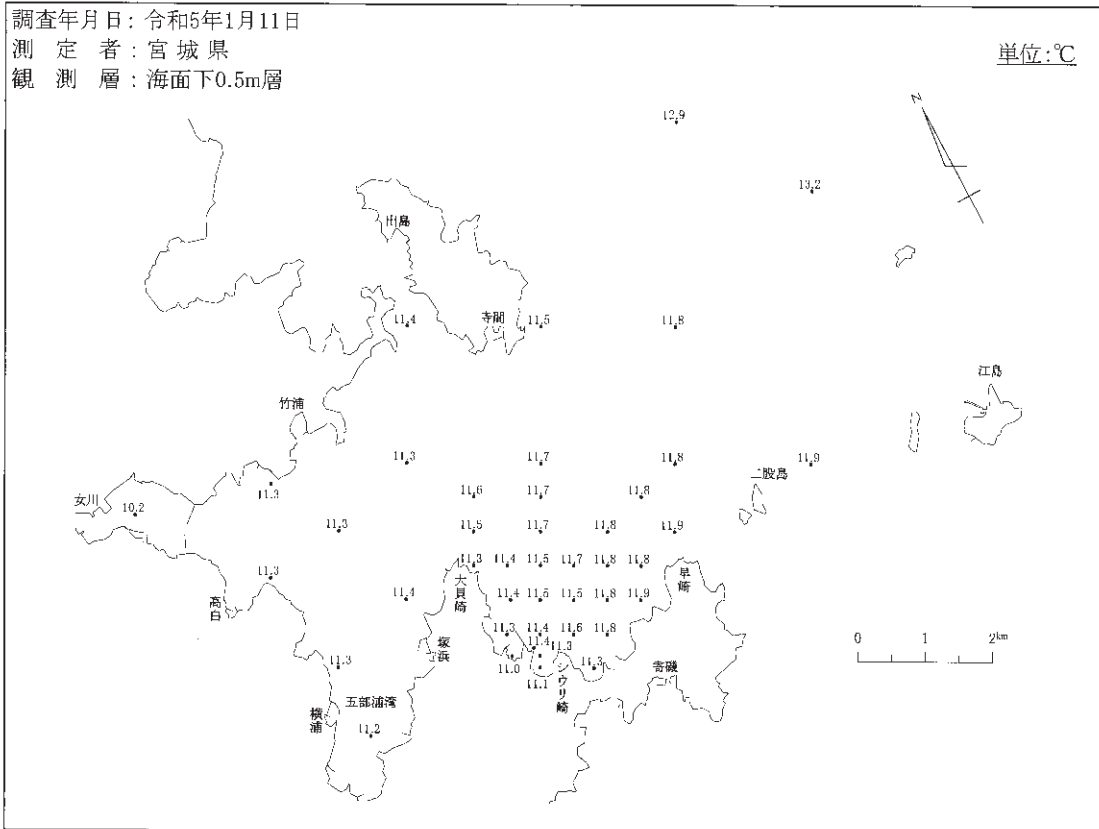 調査年月日：令和5年1月11日
測定者：宮城県
観測層：海面下0.5m層
単位：℃
N
12.9
13.2
出島
寺間
11.4
11.5
11.8
江島
竹浦
11.3
11.7
11.8
11.9
二股島
女川
10.2
11.3
11.6
11.7
11.8
11.3
11.5
11.7
11.8
11.9
11.3
11.4
11.5
11.7
11.8
11.8
11.3
大貝崎
早崎
高白
11.4
11.4
11.5
11.8
11.9
11.3
11.4
11.6
11.8
塚浜
11.4
11.3
11.3
11.0
11.3
シウリ崎
寄磯
11.1
0
1
2km
五部浦湾
横浦
11.2